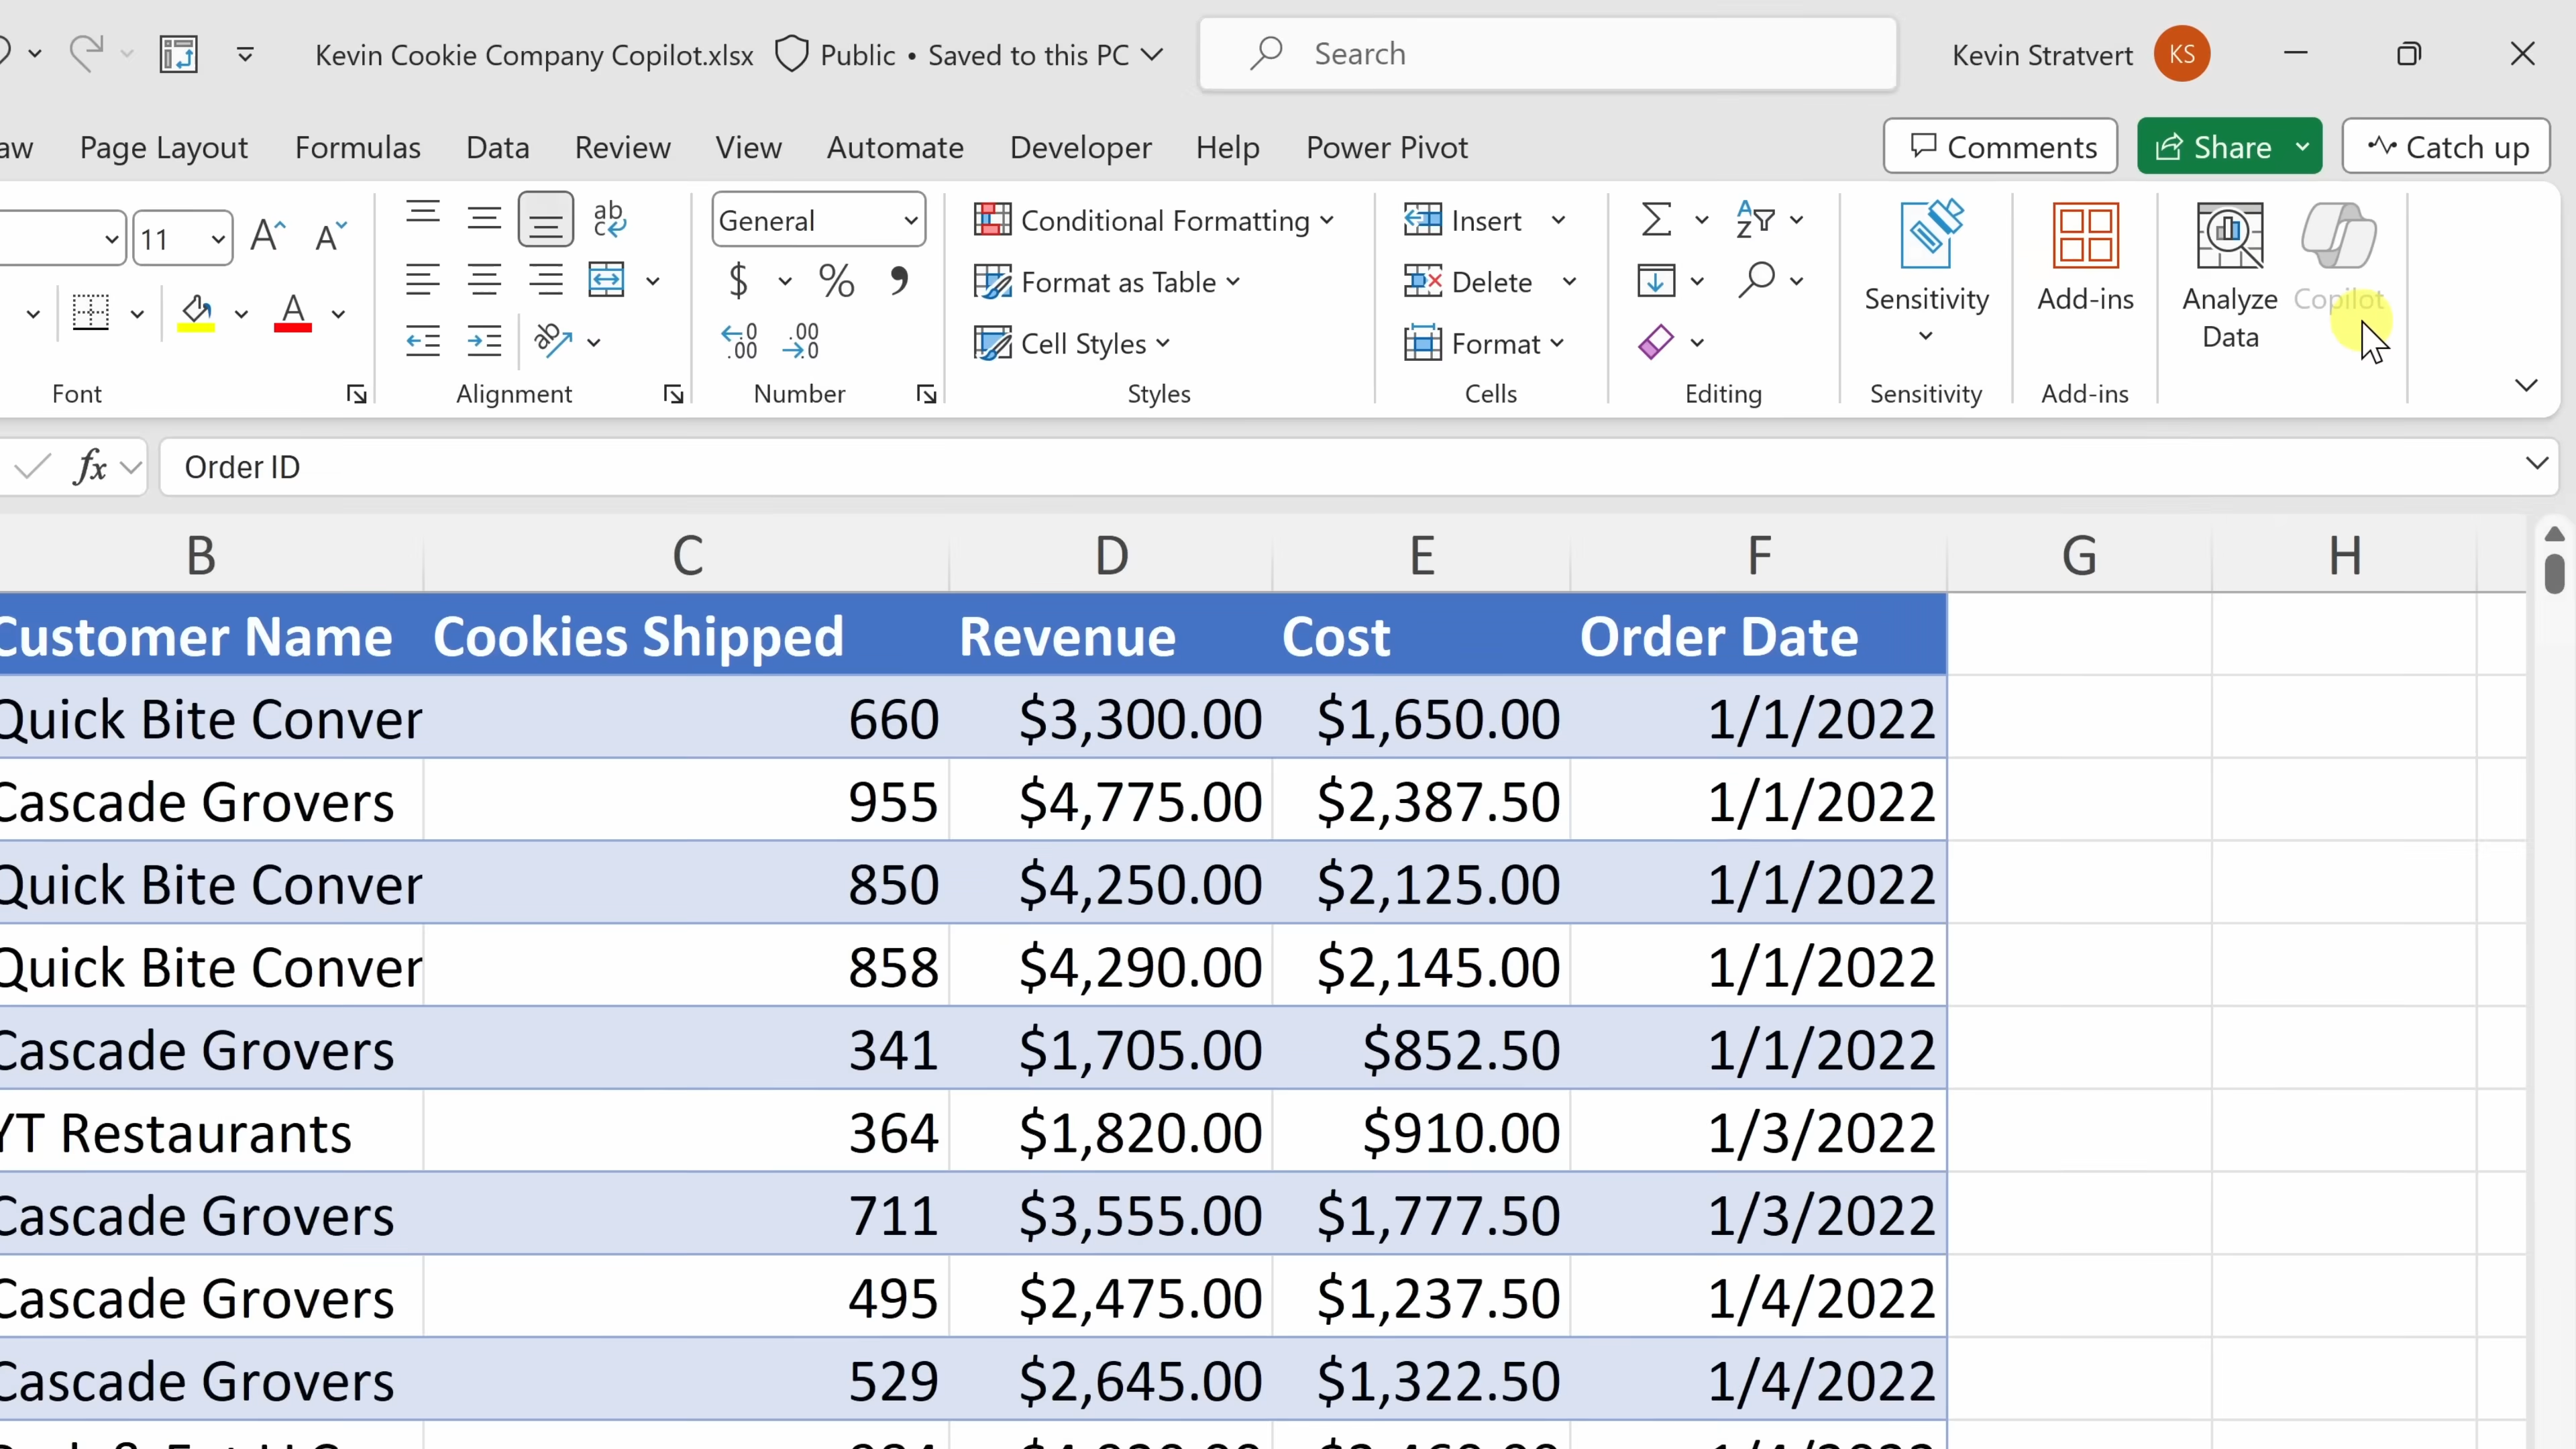 Kevin Cookie Company Copilot.xlsx Public • Saved to this PC Search Kevin Stratvert KS
Page Layout Formulas Data Review View Automate Developer Help Power Pivot Comments Share Catch up
11 A A ab c General Conditional Formatting Insert Σ AZ Sensitivity Add-ins Analyze Data Copilot
$ % , Format as Table Delete
A ab .00 .0 Cell Styles Format
Font Alignment Number Styles Cells Editing Sensitivity Add-ins
fx Order ID
B C D E F G H
Customer Name Cookies Shipped Revenue Cost Order Date
Quick Bite Conver 660 $3,300.00 $1,650.00 1/1/2022
Cascade Grovers 955 $4,775.00 $2,387.50 1/1/2022
Quick Bite Conver 850 $4,250.00 $2,125.00 1/1/2022
Quick Bite Conver 858 $4,290.00 $2,145.00 1/1/2022
Cascade Grovers 341 $1,705.00 $852.50 1/1/2022
YT Restaurants 364 $1,820.00 $910.00 1/3/2022
Cascade Grovers 711 $3,555.00 $1,777.50 1/3/2022
Cascade Grovers 495 $2,475.00 $1,237.50 1/4/2022
Cascade Grovers 529 $2,645.00 $1,322.50 1/4/2022